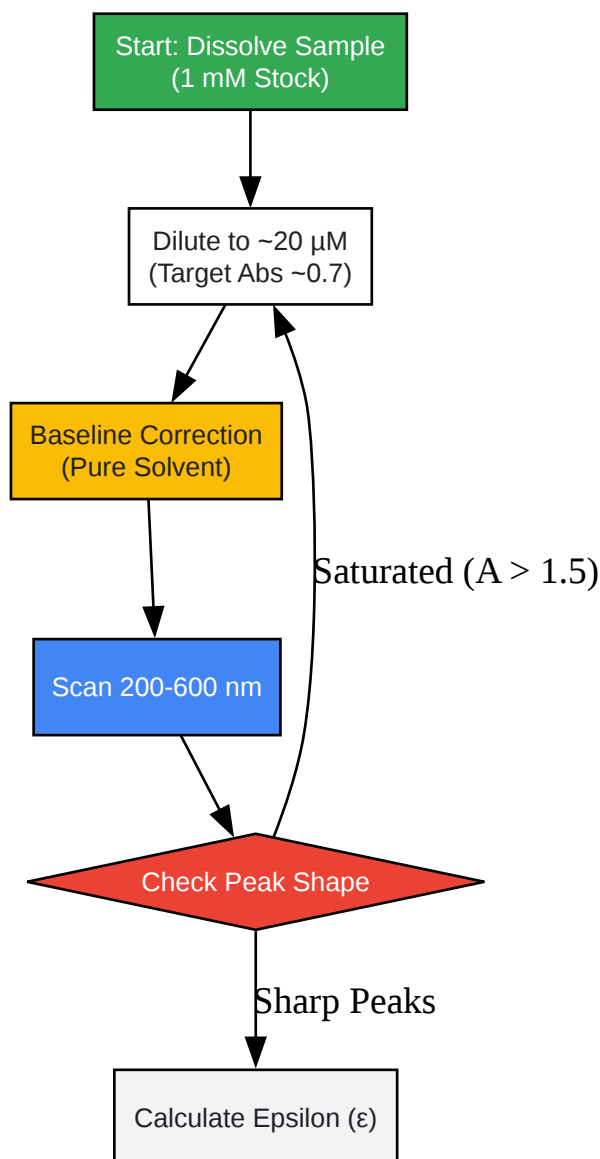 Start: Dissolve Sample
(1 mM Stock)
Dilute to ~20 µM
(Target Abs ~0.7)
Baseline Correction
(Pure Solvent)
Saturated (A > 1.5)
Scan 200-600 nm
Check Peak Shape
Sharp Peaks
Calculate Epsilon (ε)